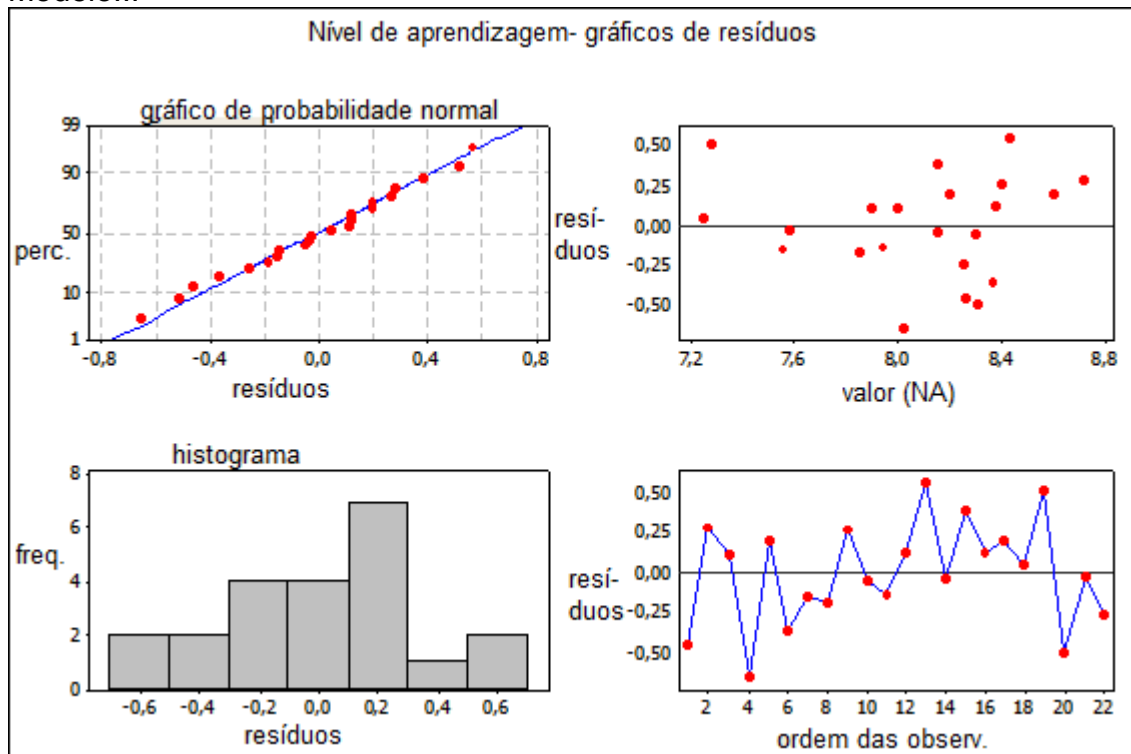 Nível de aprendizagem- gráficos de resíduos
gráfico de probabilidade normal
99
90
50
10
1
perc.
-0,8 -0,4 0,0 0,4 0,8
resíduos
0,50
0,25
0,00
-0,25
-0,50
resí-
duos
7,2 7,6 8,0 8,4 8,8
valor (NA)
histograma
8
6
4
2
0
freq.
-0,6 -0,4 -0,2 0,0 0,2 0,4 0,6
resíduos
0,50
0,25
0,00
-0,25
-0,50
resí-
duos
2 4 6 8 10 12 14 16 18 20 22
ordem das observ.